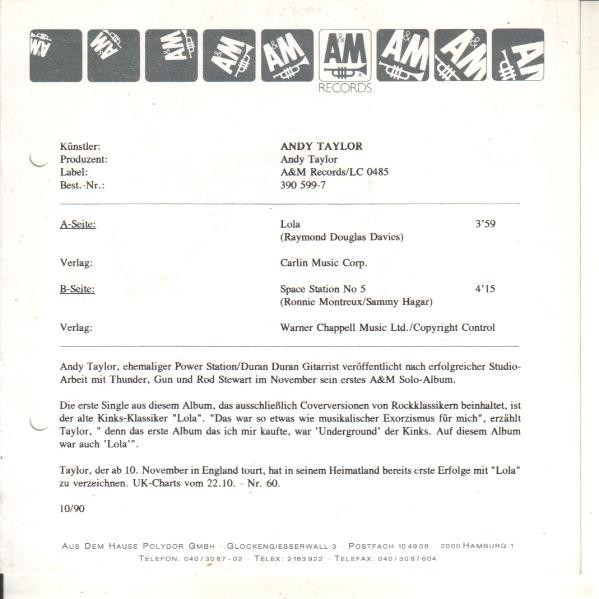 A&M A&M A&M A&M A&M A&M A&M A&M A&M
RECORDS
Künstler: ANDY TAYLOR
Produzent: Andy Taylor
Label: A&M Records/LC 0485
Best.-Nr.: 390 599-7
A-Seite: Lola 3'59
(Raymond Douglas Davies)
Verlag: Carlin Music Corp.
B-Seite: Space Station No 5 4'15
(Ronnie Montreux/Sammy Hagar)
Verlag: Warner Chappell Music Ltd./Copyright Control
Andy Taylor, ehemaliger Power Station/Duran Duran Gitarrist veröffentlicht nach erfolgreicher Studio-
Arbeit mit Thunder, Gun und Rod Stewart im November sein erstes A&M Solo-Album.
Die erste Single aus diesem Album, das ausschließlich Coverversionen von Rockklassikern beinhaltet, ist
der alte Kinks-Klassiker "Lola". "Das war so etwas wie musikalischer Exorzismus für mich", erzählt
Taylor, " denn das erste Album das ich mir kaufte, war 'Underground' der Kinks. Auf diesem Album
war auch 'Lola'".
Taylor, der ab 10. November in England tourt, hat in seinem Heimatland bereits erste Erfolge mit "Lola"
zu verzeichnen. UK-Charts vom 22.10. - Nr. 60.
10/90
AUS DEM HAUSE POLYDOR GMBH · GLOCKENGIESSERWALL 3 · POSTFACH 10 49 09 · 2000 HAMBURG 1
TELEFON: 040/30 87-02 · TELEX: 2163922 · TELEFAX: 040/30 87 604